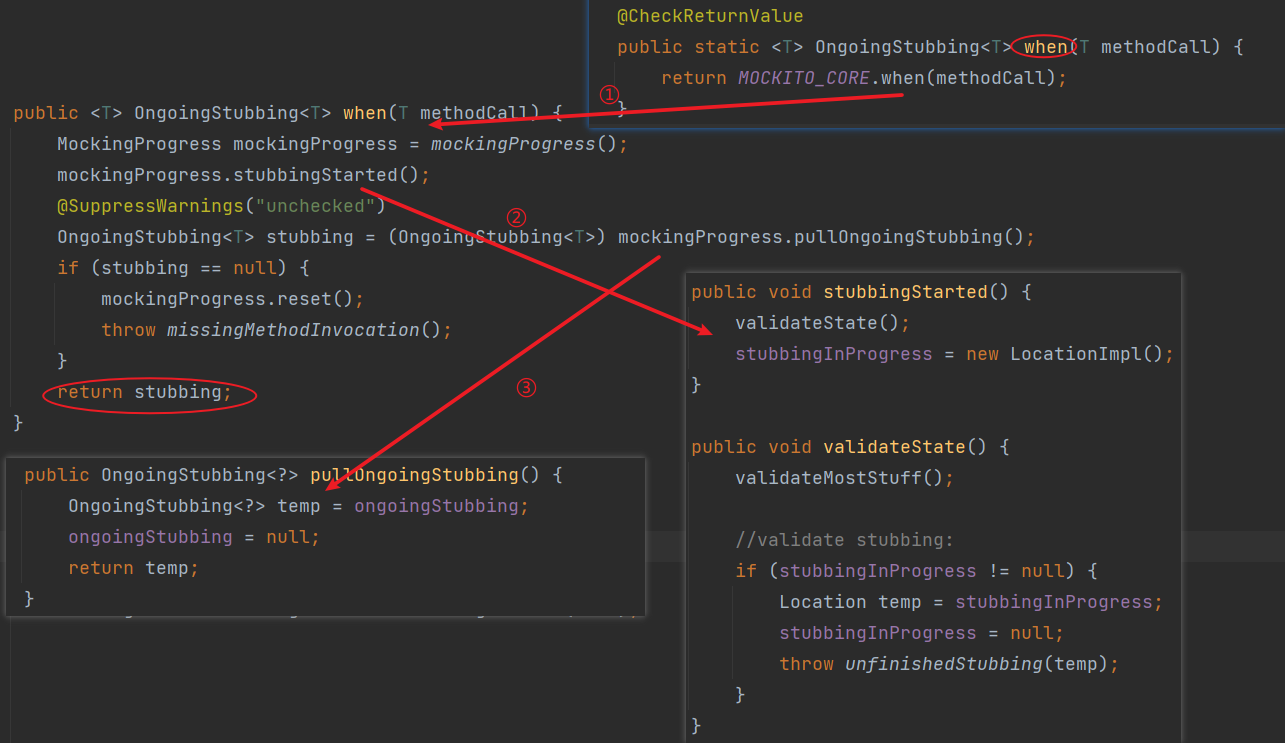 @CheckReturnValue
public static <T> OngoingStubbing<T> when(T methodCall) {
return MOCKITO_CORE.when(methodCall);
}
①
public <T> OngoingStubbing<T> when(T methodCall) {
MockingProgress mockingProgress = mockingProgress();
mockingProgress.stubbingStarted();
@SuppressWarnings("unchecked")
②
OngoingStubbing<T> stubbing = (OngoingStubbing<T>) mockingProgress.pullOngoingStubbing();
if (stubbing == null) {
mockingProgress.reset();
throw missingMethodInvocation();
}
return stubbing;
}
③
public void stubbingStarted() {
validateState();
stubbingInProgress = new LocationImpl();
}
public void validateState() {
validateMostStuff();
//validate stubbing:
if (stubbingInProgress != null) {
Location temp = stubbingInProgress;
stubbingInProgress = null;
throw unfinishedStubbing(temp);
}
}
public OngoingStubbing<?> pullOngoingStubbing() {
OngoingStubbing<?> temp = ongoingStubbing;
ongoingStubbing = null;
return temp;
}